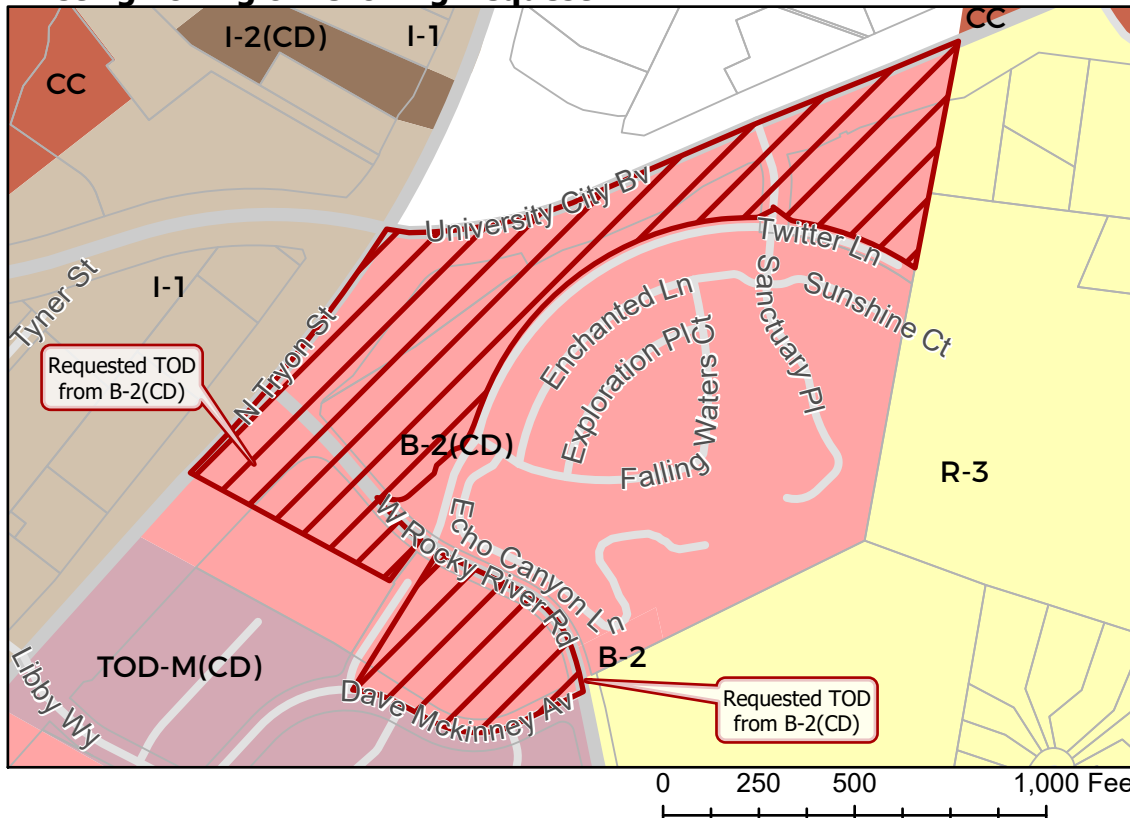 CC
I-2(CD)
I-1
CC
University City Bv
Twitter Ln
I-1
Tyner St
Enchanted Ln
Sanctuary Pl
Sunshine Ct
Requested TOD
from B-2(CD)
N Tryon St
Exploration Pl
Falling Waters Ct
B-2(CD)
R-3
W Rocky River Rd
Echo Canyon Ln
TOD-M(CD)
B-2
Libby Wy
Dave Mckinney Av
Requested TOD
from B-2(CD)
0 250 500 1,000 Fee